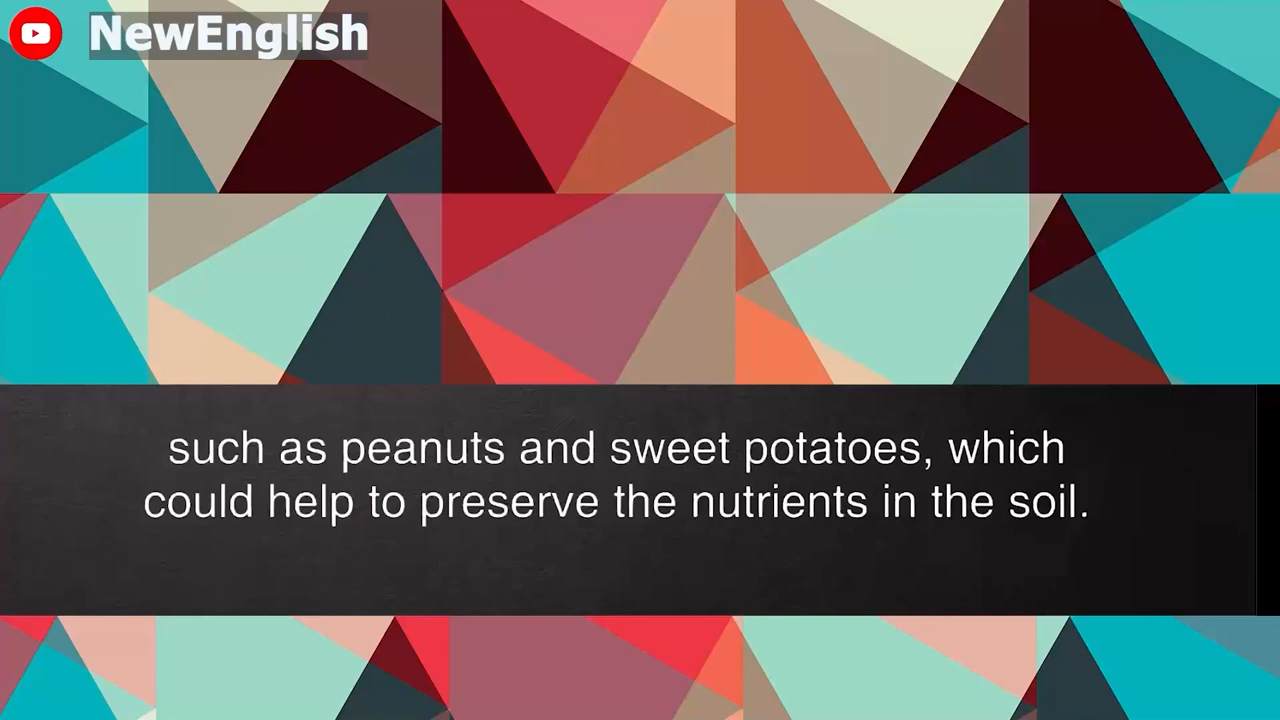 NewEnglish
such as peanuts and sweet potatoes, which
could help to preserve the nutrients in the soil.